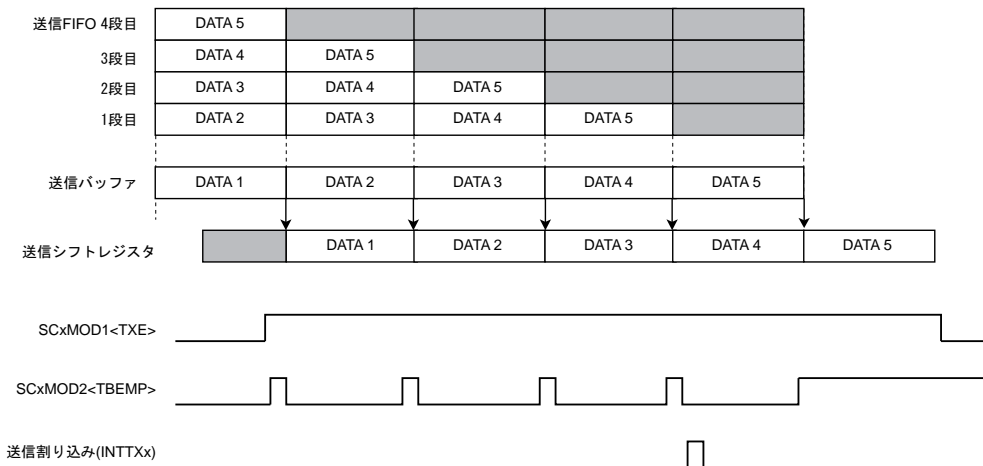 送信FIFO 4段目 DATA 5
3段目 DATA 4 DATA 5
2段目 DATA 3 DATA 4 DATA 5
1段目 DATA 2 DATA 3 DATA 4 DATA 5
送信バッファ DATA 1 DATA 2 DATA 3 DATA 4 DATA 5
送信シフトレジスタ DATA 1 DATA 2 DATA 3 DATA 4 DATA 5
SCxMOD1<TXE>
SCxMOD2<TBEMP>
送信割り込み(INTTXx)